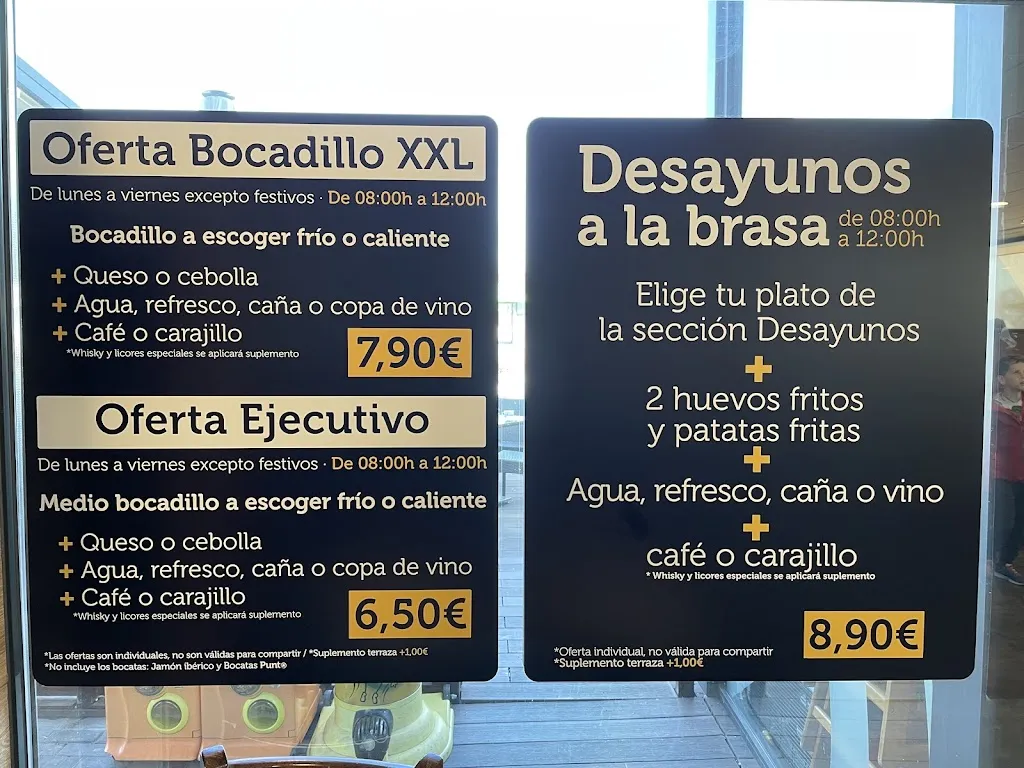 Oferta Bocadillo XXL
De lunes a viernes excepto festivos · De 08:00h a 12:00h
Bocadillo a escoger frío o caliente
+ Queso o cebolla
+ Agua, refresco, caña o copa de vino
+ Café o carajillo
*Whisky y licores especiales se aplicará suplemento
7,90€
Oferta Ejecutivo
De lunes a viernes excepto festivos · De 08:00h a 12:00h
Medio bocadillo a escoger frío o caliente
+ Queso o cebolla
+ Agua, refresco, caña o copa de vino
+ Café o carajillo
*Whisky y licores especiales se aplicará suplemento
6,50€
*Las ofertas son individuales, no son válidas para compartir / *Suplemento terraza +1,00€
*No incluye los bocatas: Jamón ibérico y Bocatas Punt®
Desayunos
a la brasa
de 08:00h
a 12:00h
Elige tu plato de
la sección Desayunos
+
2 huevos fritos
y patatas fritas
+
Agua, refresco, caña o vino
+
café o carajillo
* Whisky y licores especiales se aplicará suplemento
8,90€
*Oferta individual, no válida para compartir
*Suplemento terraza +1,00€